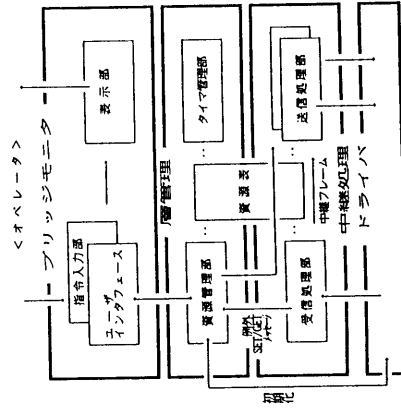 <オペレータ>
ブリッジモニタ
指令入力部
ユーザ
インタフェース
表示部
層管理
資源管理部
資源表
タイマ管理部
例外
SET/GET
メッセージ
初期化
受信処理部
中継フレーム
送信処理部
中継処理
ドライバ